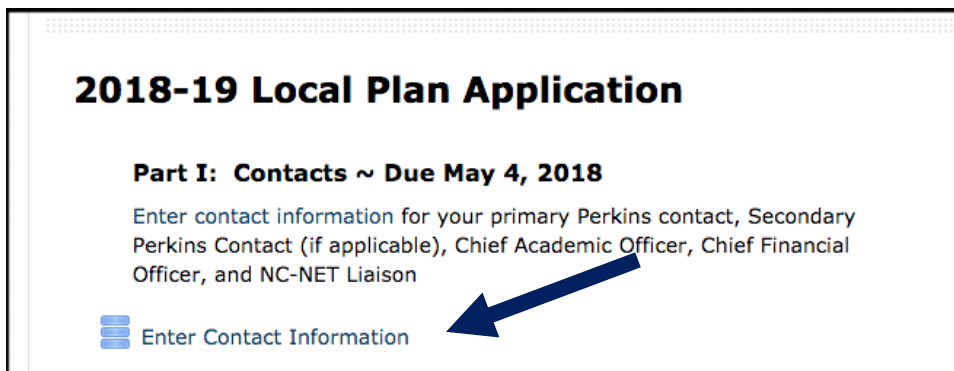 2018-19 Local Plan Application
Part I:  Contacts ~ Due May 4, 2018
Enter contact information for your primary Perkins contact, Secondary
Perkins Contact (if applicable), Chief Academic Officer, Chief Financial
Officer, and NC-NET Liaison
Enter Contact Information